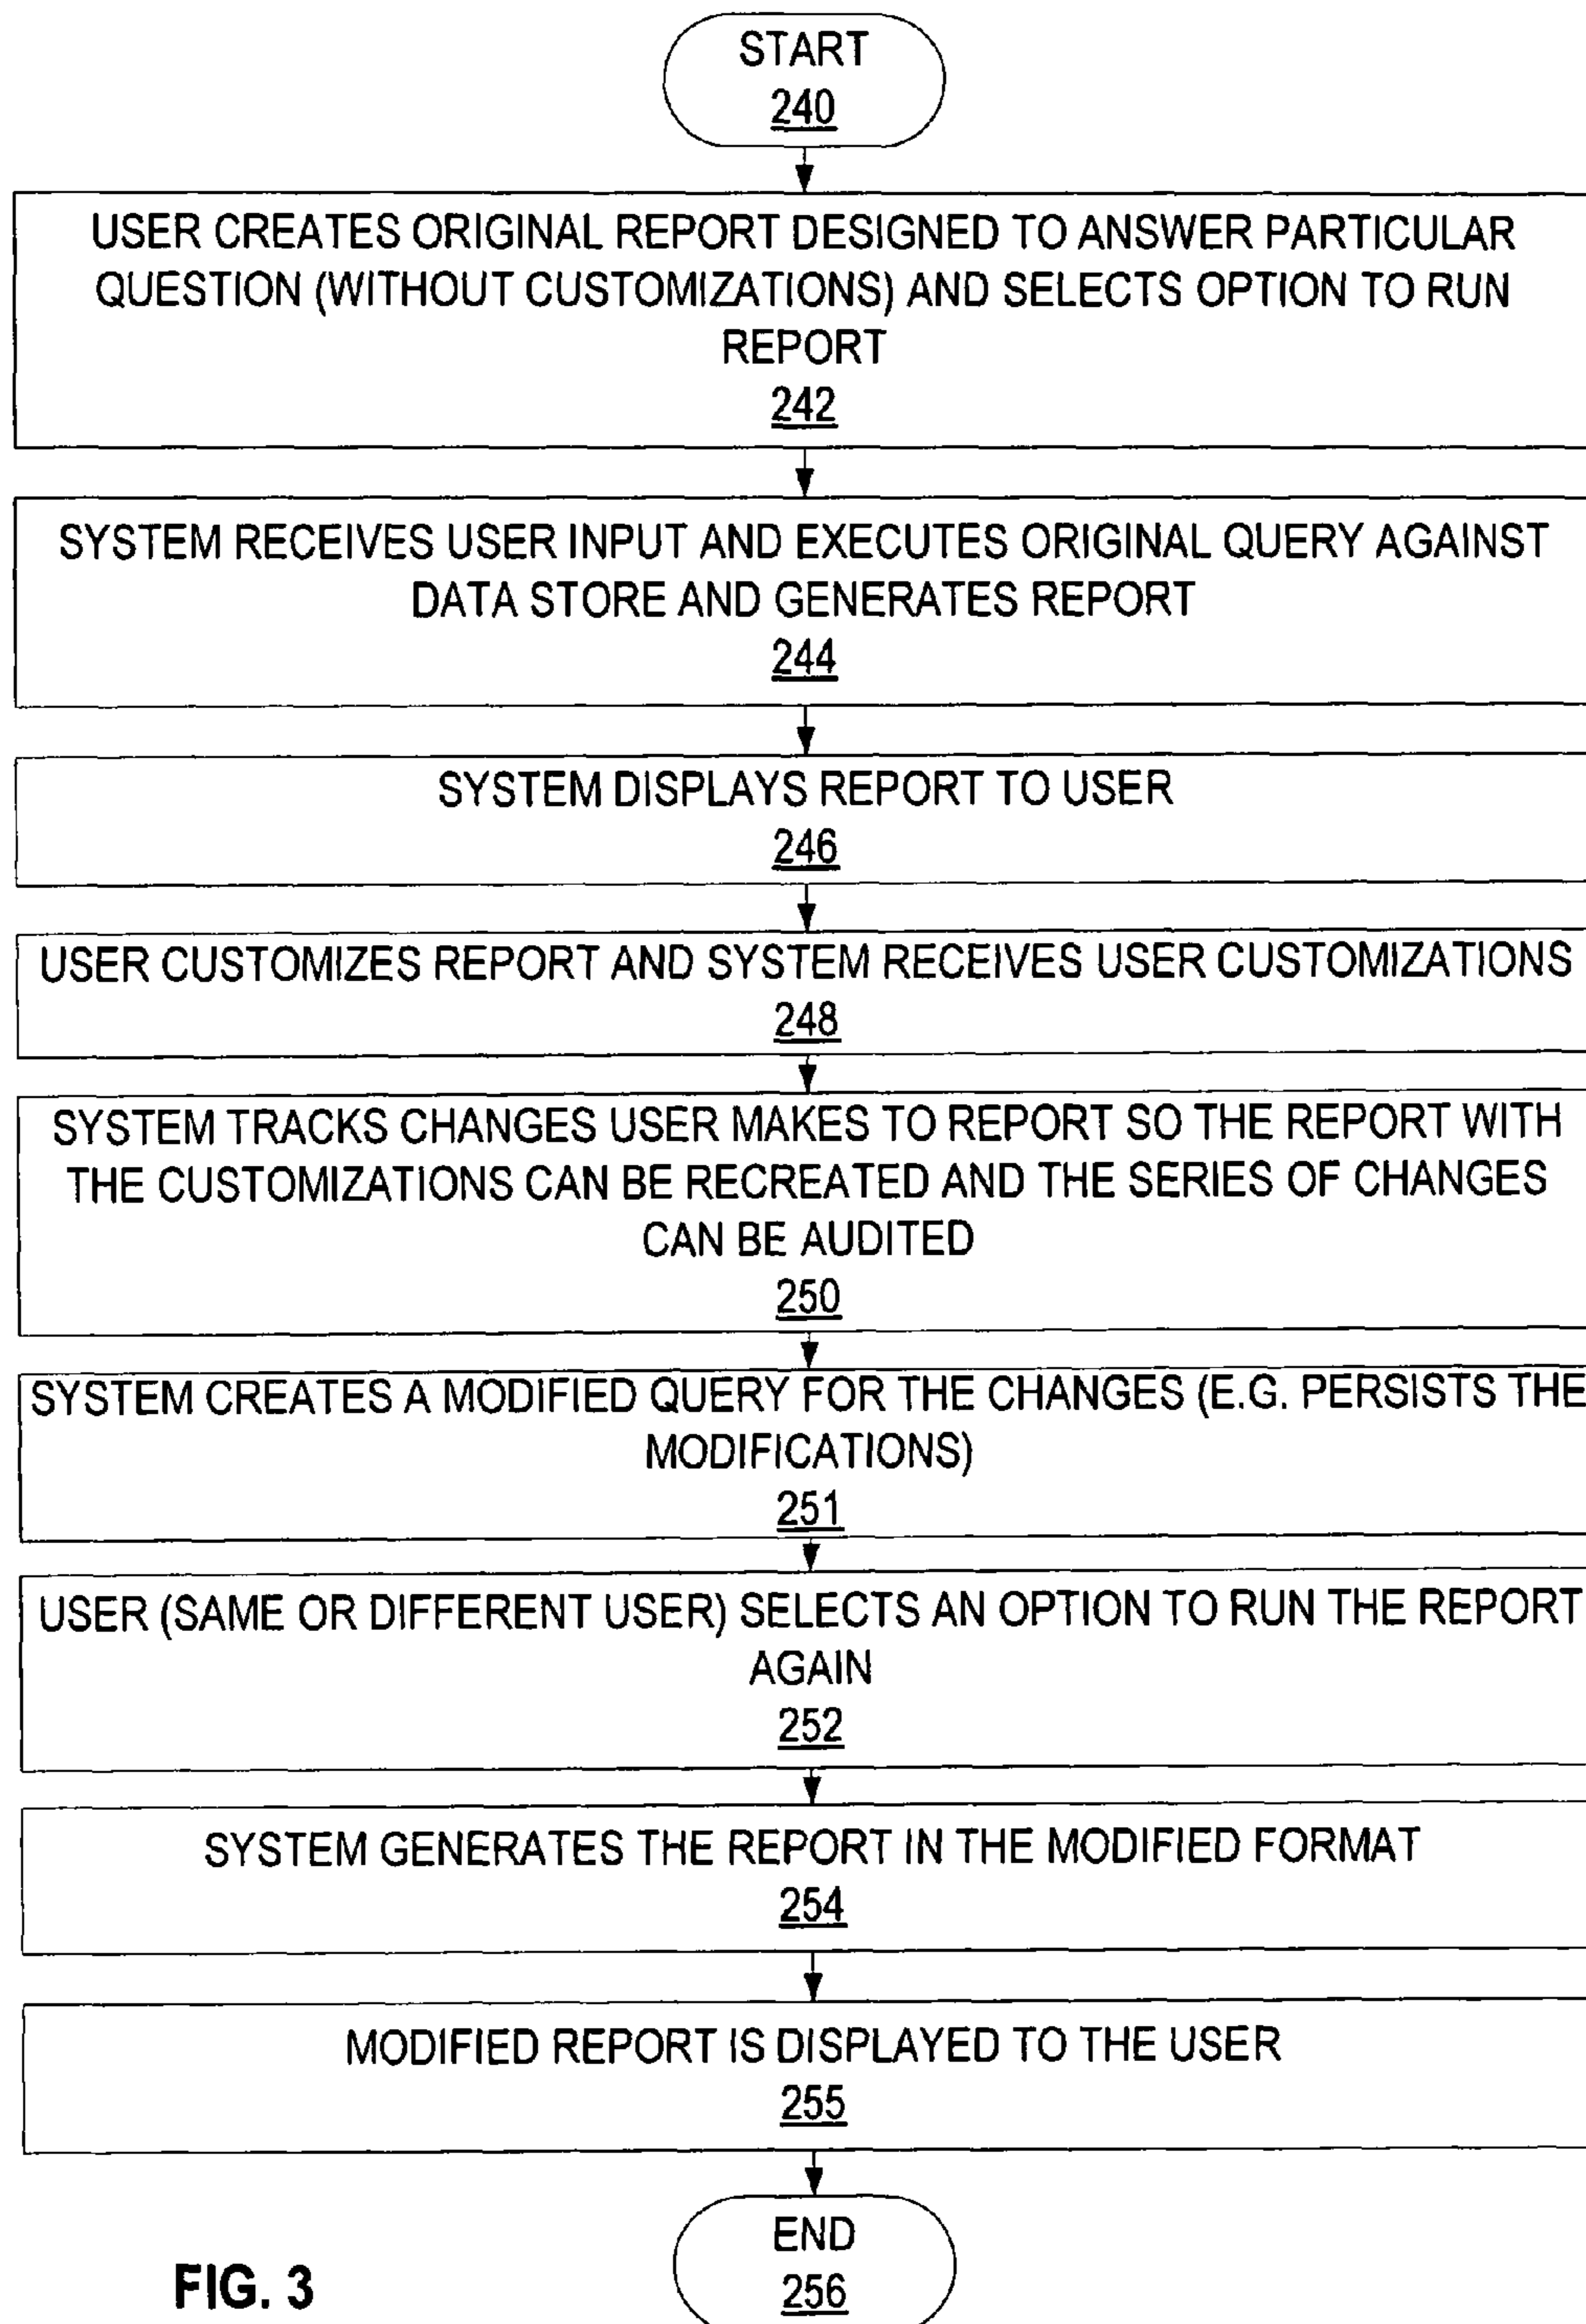 START
240
USER CREATES ORIGINAL REPORT DESIGNED TO ANSWER PARTICULAR
QUESTION (WITHOUT CUSTOMIZATIONS) AND SELECTS OPTION TO RUN
REPORT
242
SYSTEM RECEIVES USER INPUT AND EXECUTES ORIGINAL QUERY AGAINST
DATA STORE AND GENERATES REPORT
244
SYSTEM DISPLAYS REPORT TO USER
246
USER CUSTOMIZES REPORT AND SYSTEM RECEIVES USER CUSTOMIZATIONS
248
SYSTEM TRACKS CHANGES USER MAKES TO REPORT SO THE REPORT WITH
THE CUSTOMIZATIONS CAN BE RECREATED AND THE SERIES OF CHANGES
CAN BE AUDITED
250
SYSTEM CREATES A MODIFIED QUERY FOR THE CHANGES (E.G. PERSISTS THE
MODIFICATIONS)
251
USER (SAME OR DIFFERENT USER) SELECTS AN OPTION TO RUN THE REPORT
AGAIN
252
SYSTEM GENERATES THE REPORT IN THE MODIFIED FORMAT
254
MODIFIED REPORT IS DISPLAYED TO THE USER
255
END
256
FIG. 3